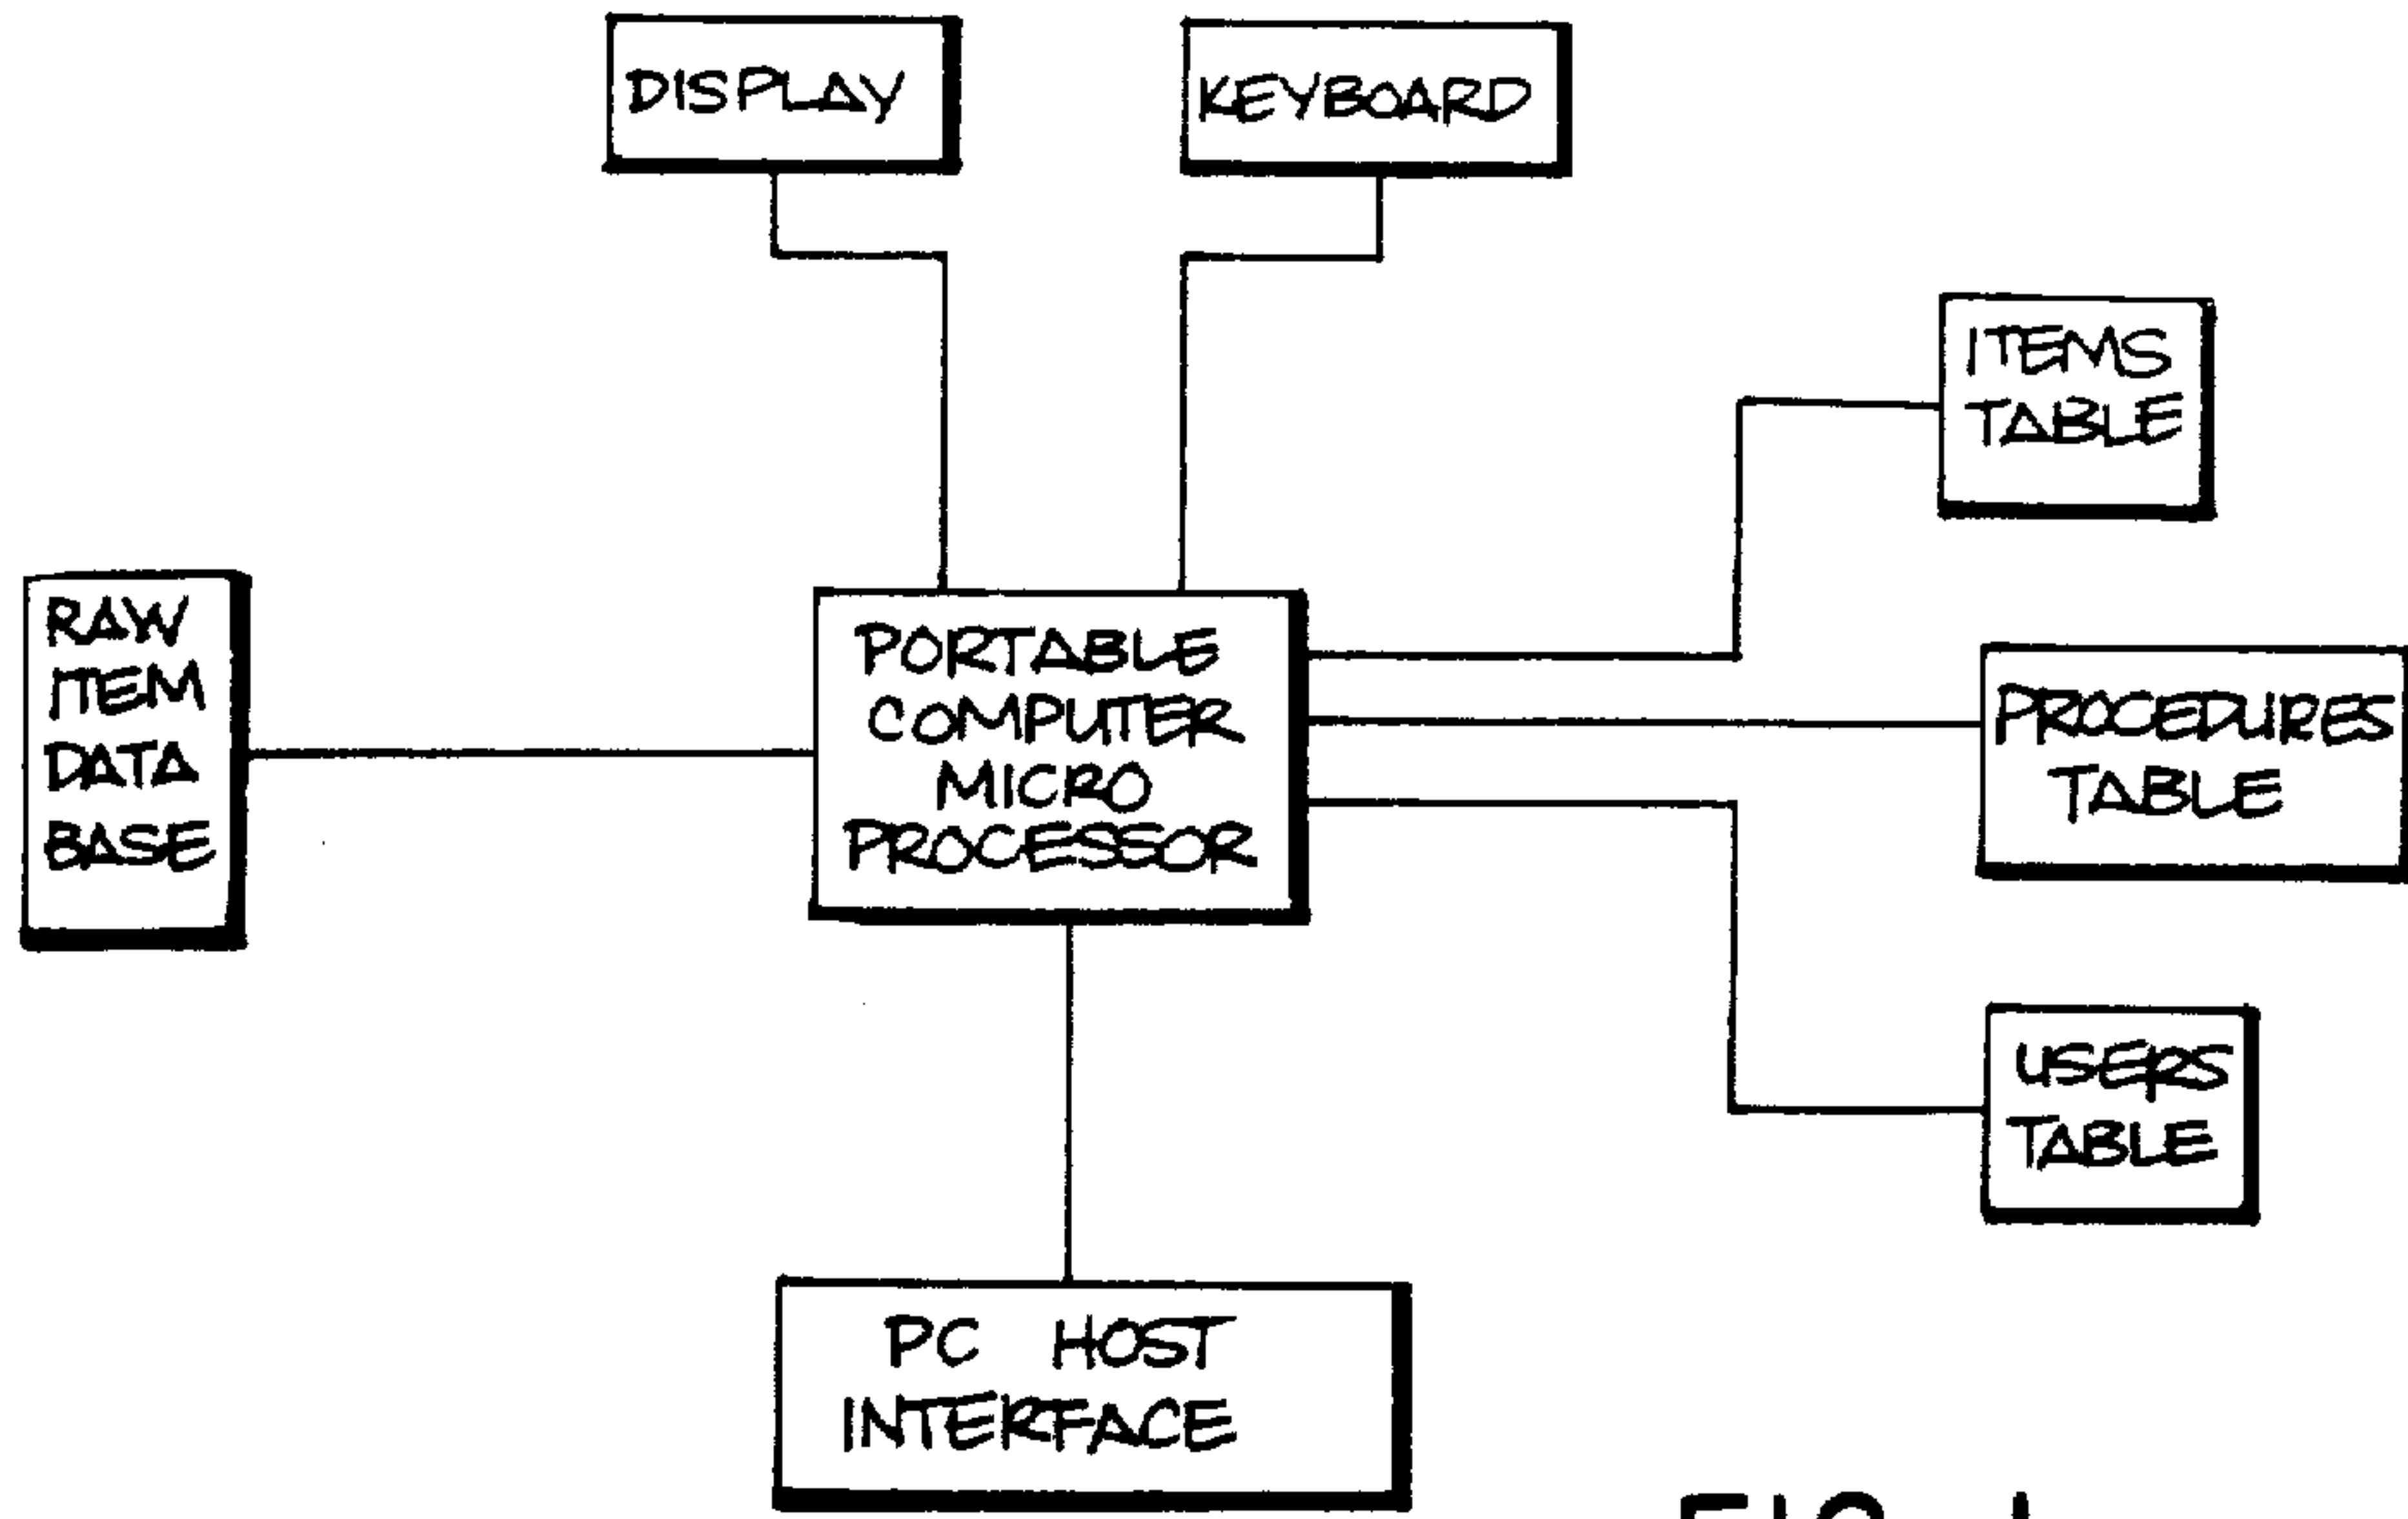 DISPLAY
KEYBOARD
ITEMS
TABLE
RAW
ITEM
DATA
BASE
PORTABLE
COMPUTER
MICRO
PROCESSOR
PROCEDURES
TABLE
USERS
TABLE
PC HOST
INTERFACE